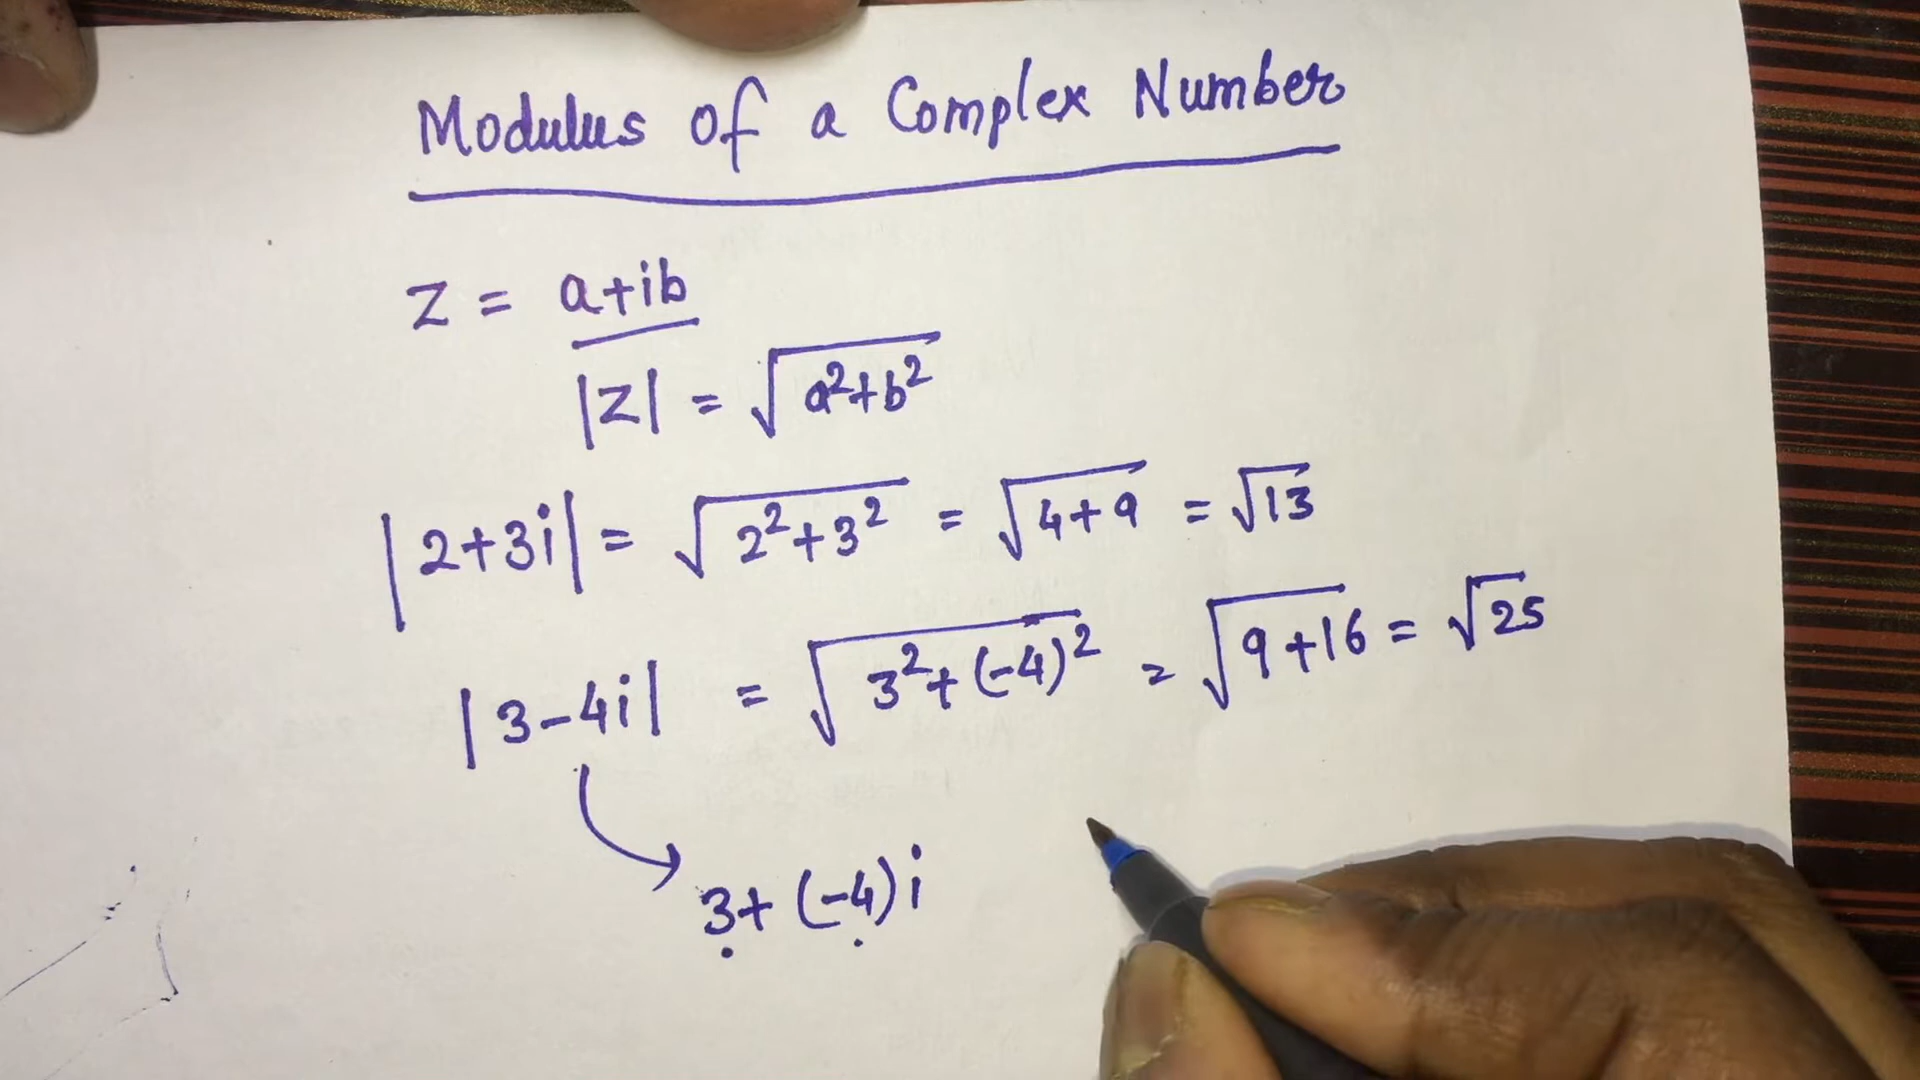 Modulus of a Complex Number
z = a+ib
|z| = √(a²+b²)
|2+3i| = √(2²+3²) = √(4+9) = √13
|3-4i| = √(3²+(-4)²) = √(9+16) = √25
3+(-4)i